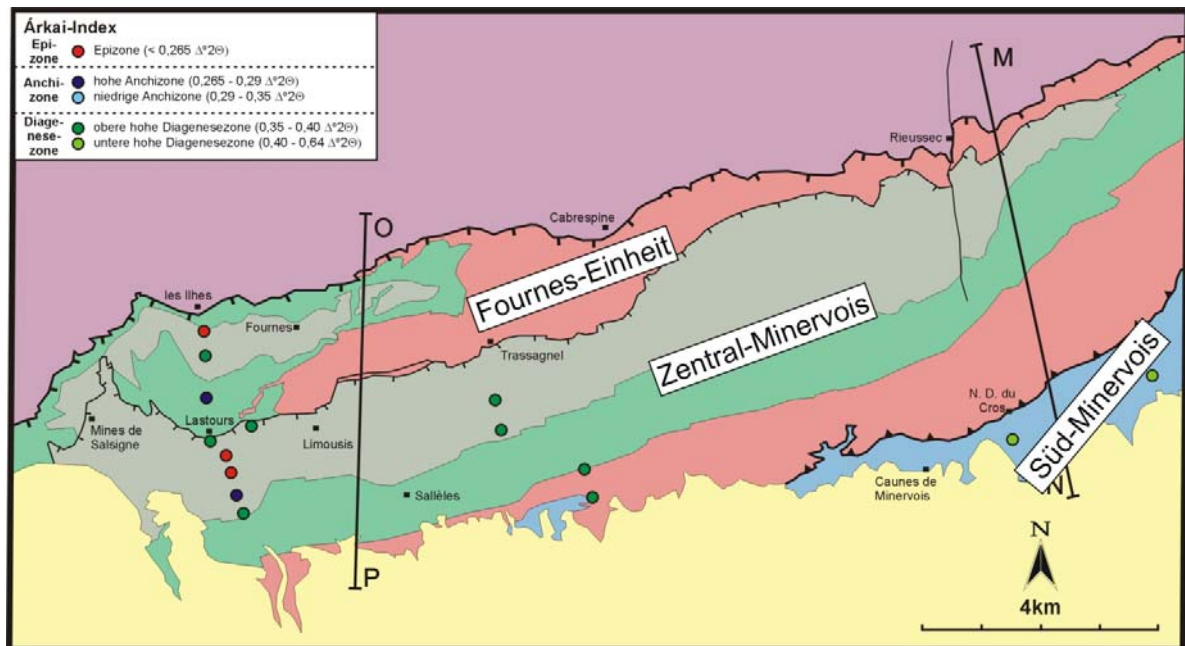 Árkai-Index
Epi-
zone
Epizone (< 0,265 Δ°2Θ)
Anchi-
zone
hohe Anchizone (0,265 - 0,29 Δ°2Θ)
niedrige Anchizone (0,29 - 0,35 Δ°2Θ
Diage-
nese-
zone
obere hohe Diagenesezone (0,35 - 0,40 Δ°2Θ)
untere hohe Diagenesezone (0,40 - 0,64 Δ°2Θ)
M
Rieussec
O
Cabrespine
les Ilhes
Fournes-Einheit
Fournes
Trassagnel
Zentral-Minervois
Mines de
Salsigne
Lastours
Limousis
N. D. du
Cros
Süd-Minervois
Sallèles
Caunes de
Minervois
N
P
N
4km